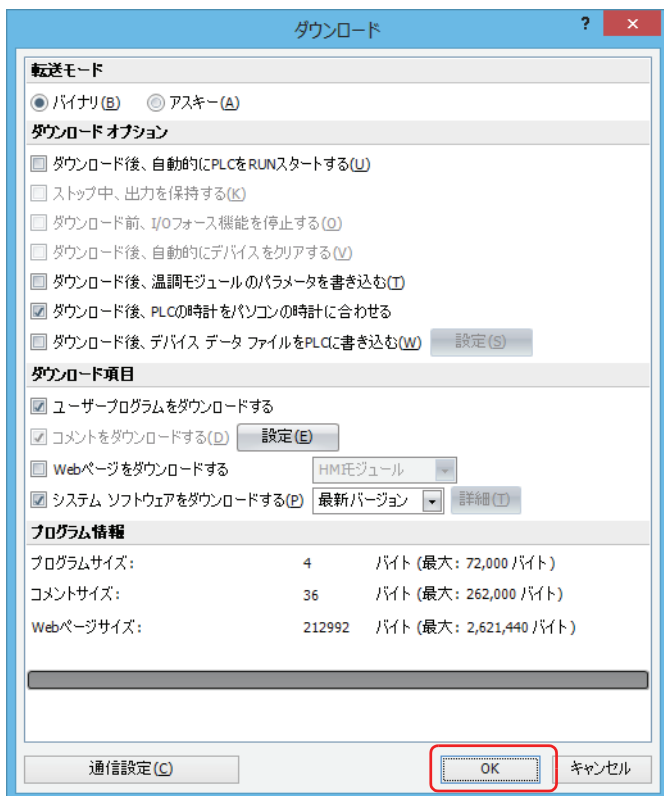 ダウンロード ? ×
転送モード
バイナリ(B) アスキー(A)
ダウンロード オプション
ダウンロード後、自動的にPLCをRUNスタートする(U)
ストップ中、出力を保持する(K)
ダウンロード前、I/Oフォース機能を停止する(O)
ダウンロード後、自動的にデバイスをクリアする(V)
ダウンロード後、温調モジュールのパラメータを書き込む(T)
ダウンロード後、PLCの時計をパソコンの時計に合わせる
ダウンロード後、デバイス データ ファイルをPLCに書き込む(W) 設定(S)
ダウンロード項目
ユーザープログラムをダウンロードする
コメントをダウンロードする(D) 設定(E)
Webページをダウンロードする HMIモジュール
システム ソフトウェアをダウンロードする(P) 最新バージョン 詳細(T)
プログラム情報
プログラムサイズ: 4 バイト (最大: 72,000 バイト)
コメントサイズ: 36 バイト (最大: 262,000 バイト)
Webページサイズ: 212992 バイト (最大: 2,621,440 バイト)
通信設定(C) OK キャンセル